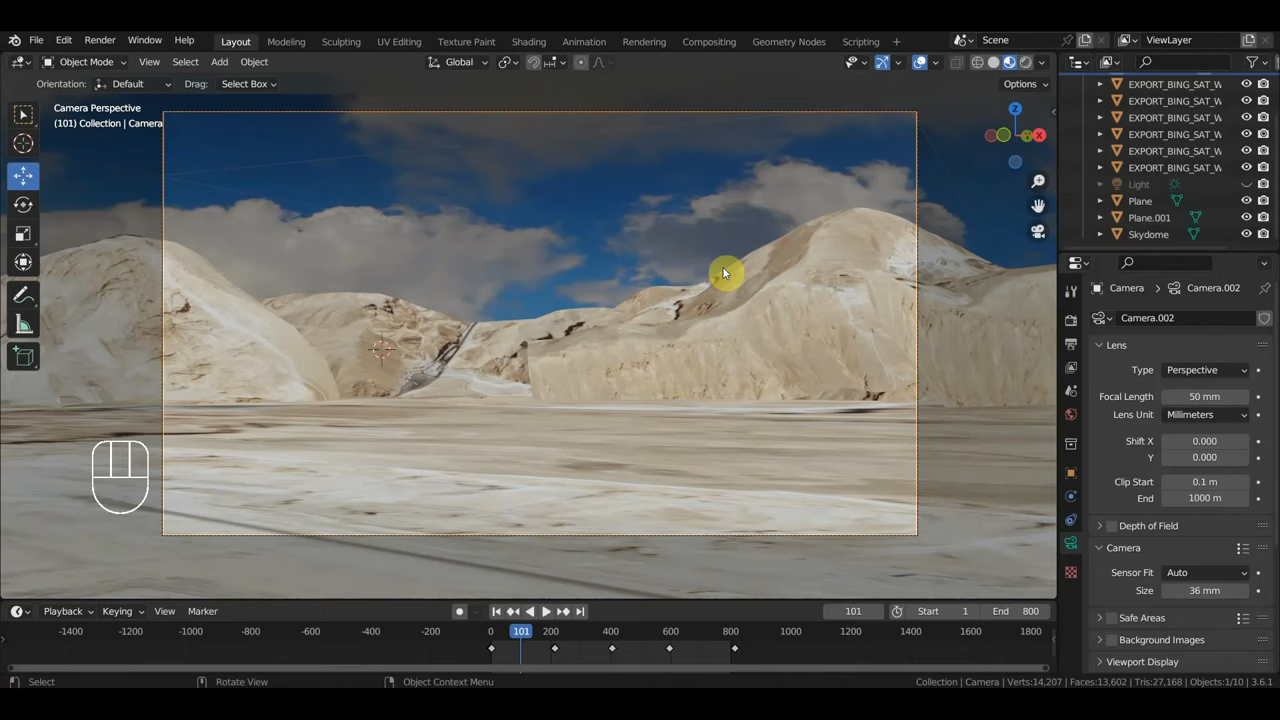 File Edit Render Window Help Layout Modeling Sculpting UV Editing Texture Paint Shading Animation Rendering Compositing Geometry Nodes Scripting + Scene ViewLayer
Object Mode View Select Add Object Global
Orientation: Default Drag: Select Box Options
Camera Perspective
(101) Collection | Camera
Z
Y
X
EXPORT_BING_SAT_W
EXPORT_BING_SAT_W
EXPORT_BING_SAT_W
EXPORT_BING_SAT_W
EXPORT_BING_SAT_W
EXPORT_BING_SAT_W
Light
Plane
Plane.001
Skydome
Camera Camera.002
Camera.002
Lens
Type Perspective
Focal Length 50 mm
Lens Unit Millimeters
Shift X 0.000
Y 0.000
Clip Start 0.1 m
End 1000 m
Depth of Field
Camera
Sensor Fit Auto
Size 36 mm
Safe Areas
Background Images
Viewport Display
Playback Keying View Marker 101 Start 1 End 800
-1400 -1200 -1000 -800 -600 -400 -200 0 101 200 400 600 800 1000 1200 1400 1600 1800
Select Rotate View Object Context Menu Collection | Camera | Verts:14,207 | Faces:13,602 | Tris:27,168 | Objects:1/10 | 3.6.1